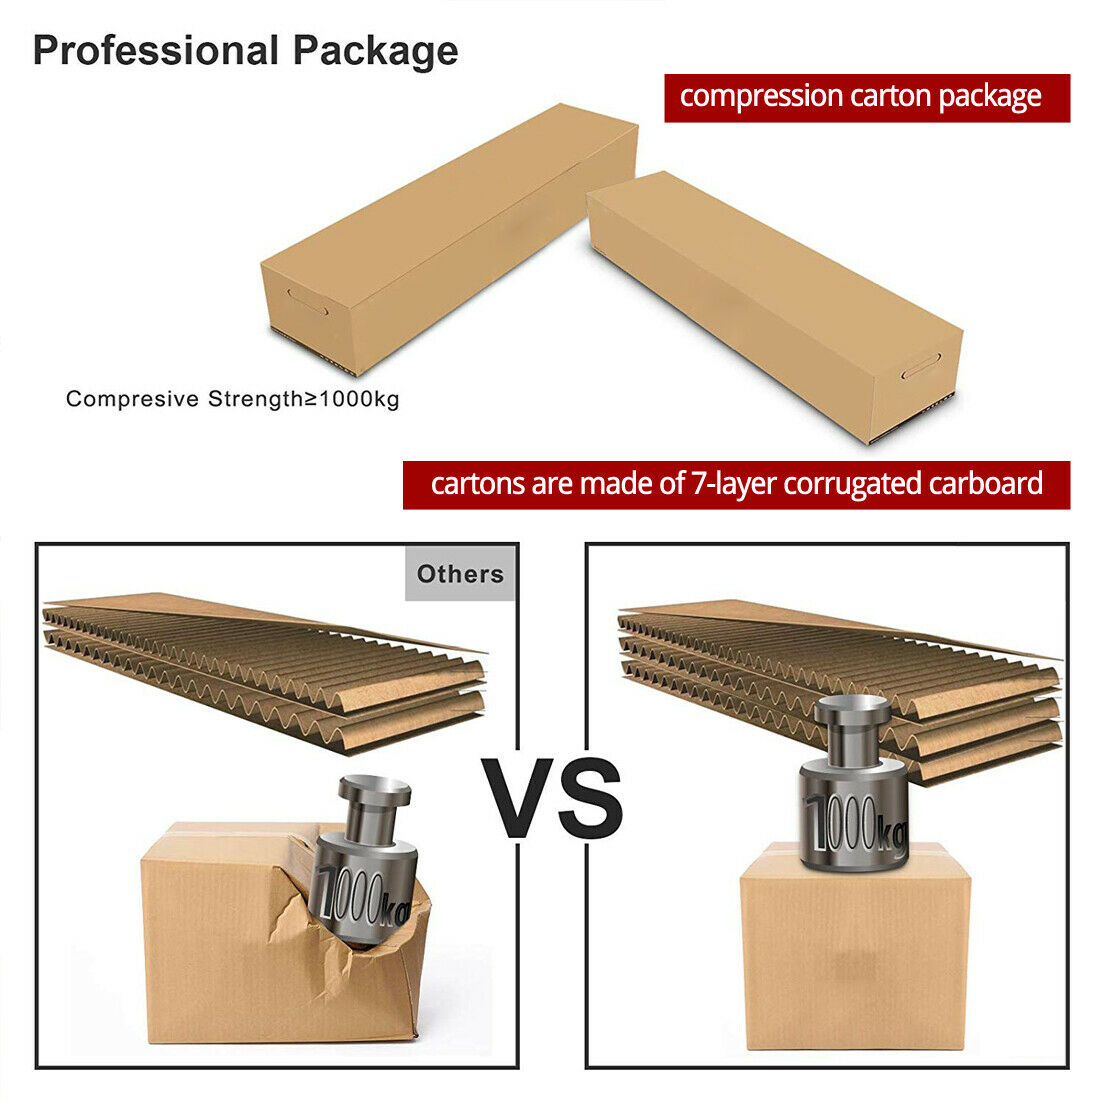 Professional Package
compression carton package
Compresive Strength≥1000kg
cartons are made of 7-layer corrugated carboard
Others
VS
1000kg
1000kg